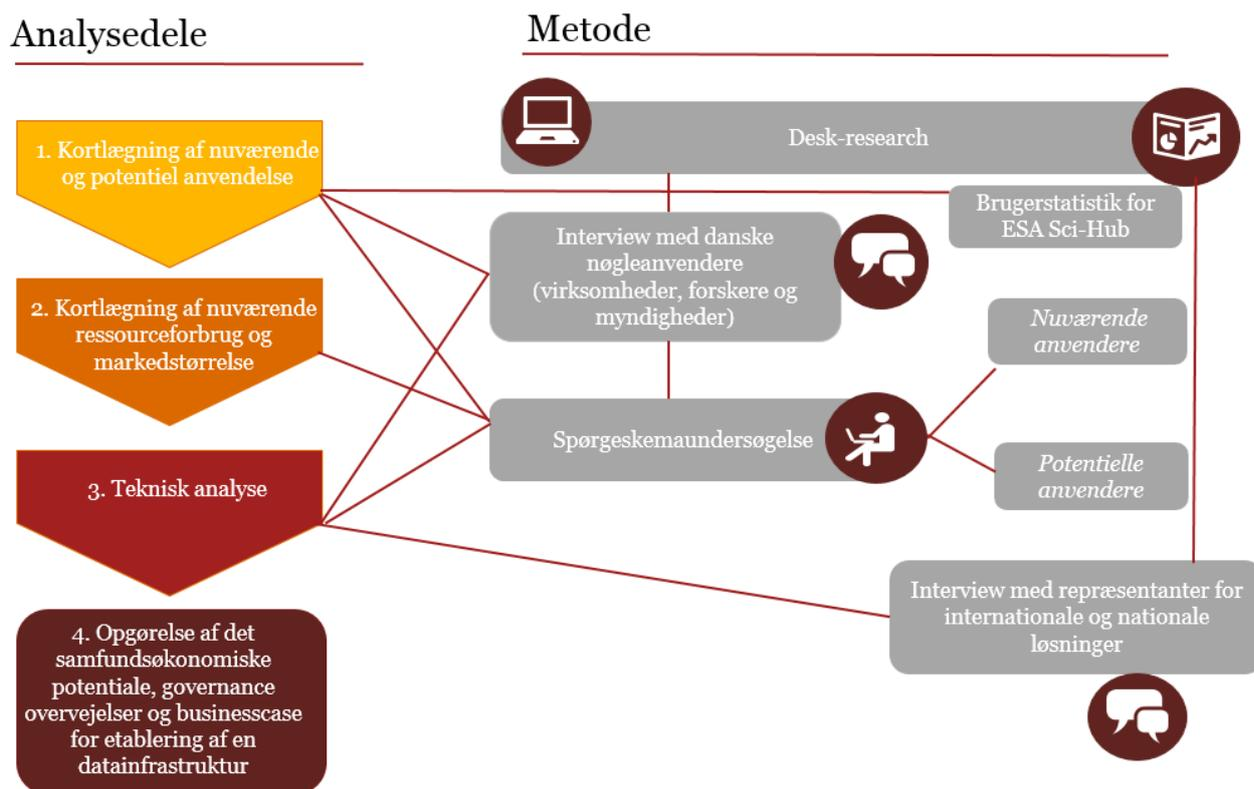 Analysedele
Metode
1. Kortlægning af nuværende
og potentiel anvendelse
2. Kortlægning af nuværende
ressourceforbrug og
markedstørrelse
3. Teknisk analyse
4. Opgørelse af det
samfundsøkonomiske
potentiale, governance
overvejelser og businesscase
for etablering af en
datainfrastruktur
Desk-research
Brugerstatistik for
ESA Sci-Hub
Interview med danske
nøgleanvendere
(virksomheder, forskere og
myndigheder)
Nuværende
anvendere
Spørgeskemaundersøgelse
Potentielle
anvendere
Interview med repræsentanter for
internationale og nationale
løsninger